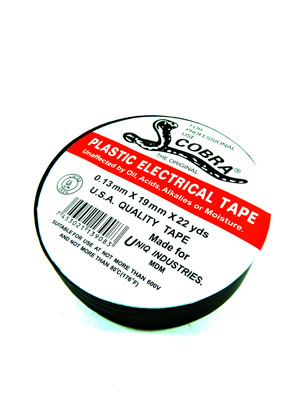 FOR
PROFESSIONAL
USE
COBRA®
THE ORIGINAL
PLASTIC ELECTRICAL TAPE
Unaffected by Oil, Acids, Alkalies or Moisture.
0.13mm X 19mm X 22 yds
U.S.A. QUALITY TAPE
Made for
UNIQ INDUSTRIES.
MDM
7453021939083
SUITABLE FOR USE AT NOT MORE THAN 600V
AND NOT MORE THAN 80°C(176°F)